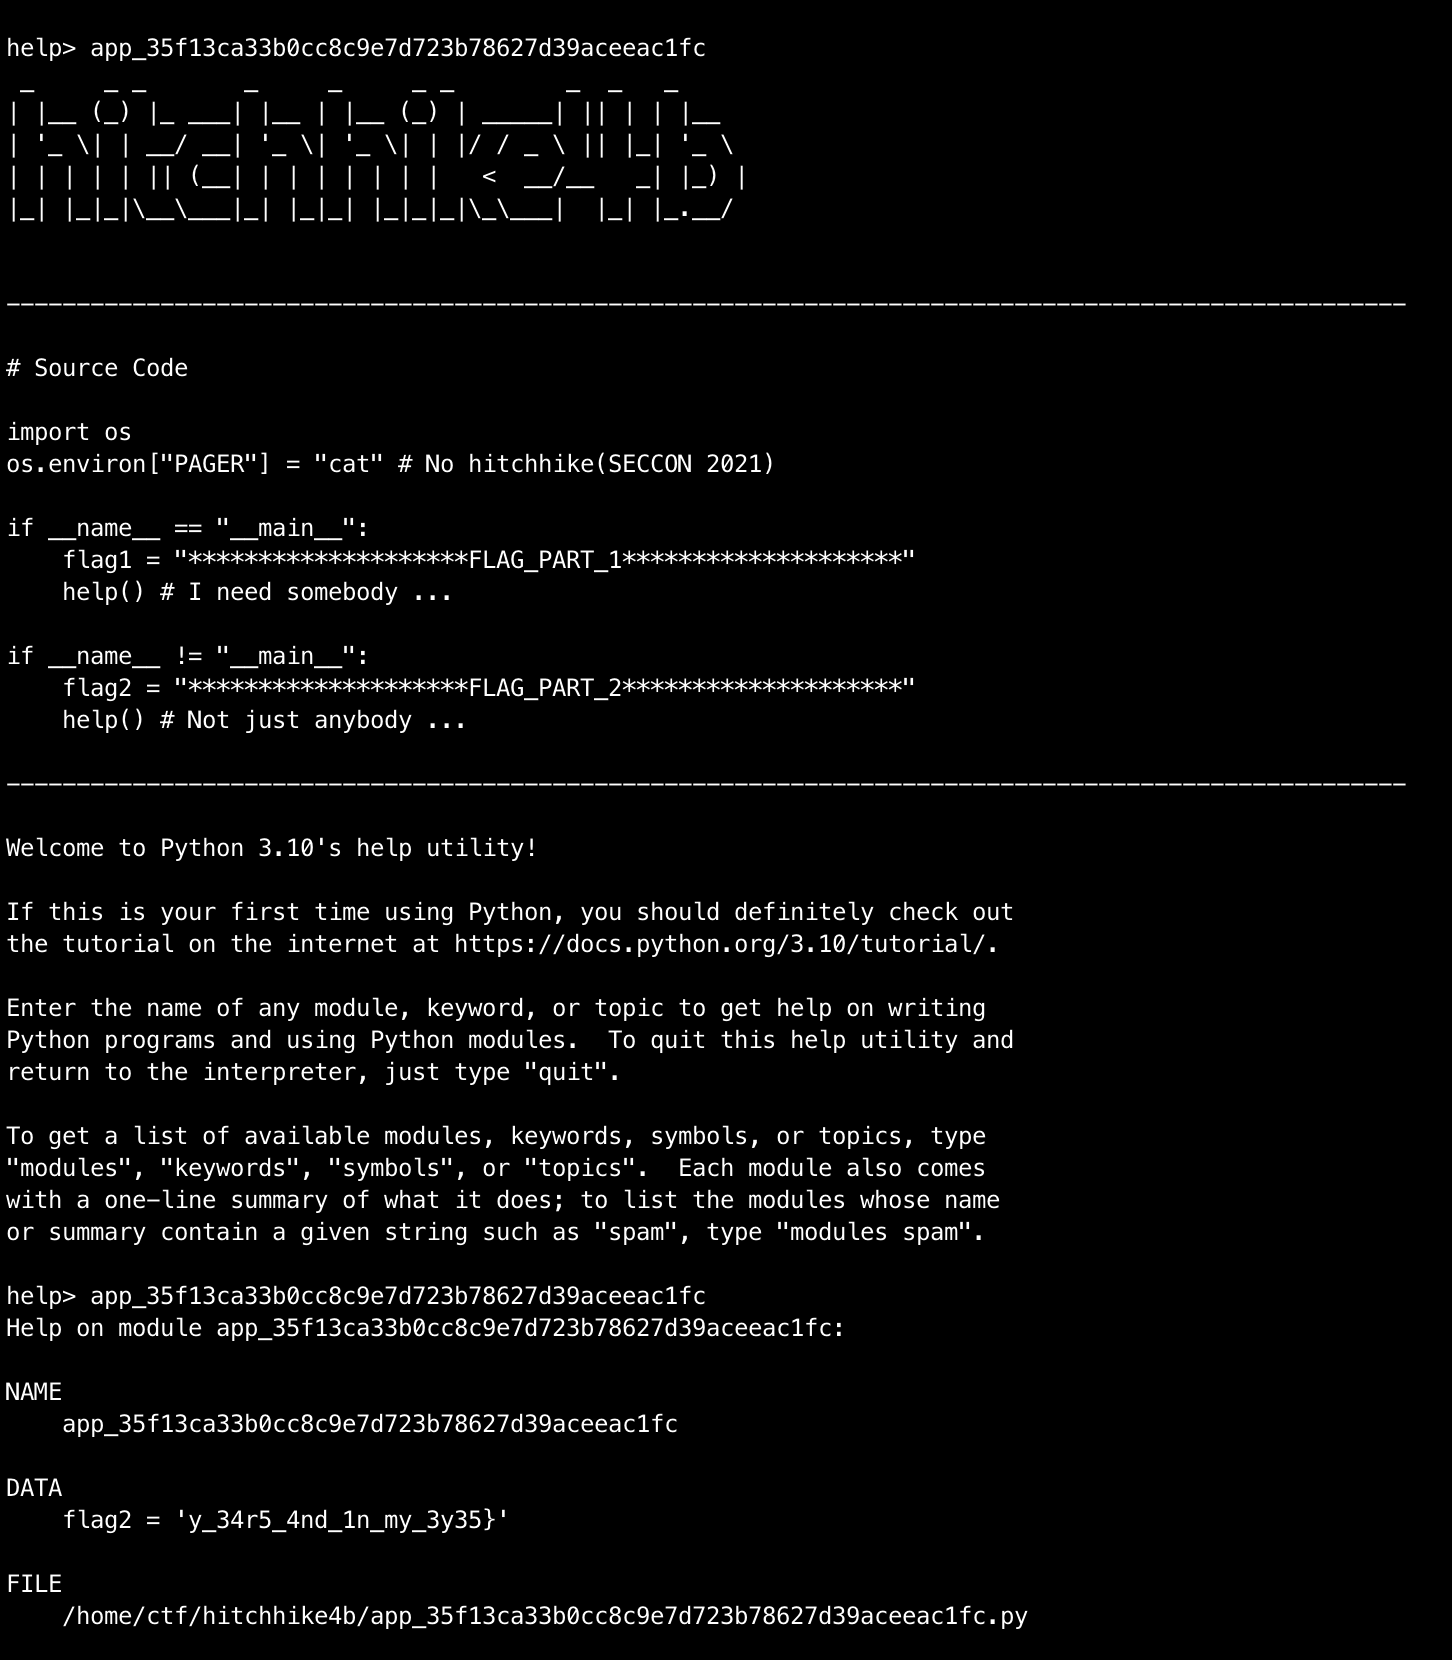 help> app_35f13ca33b0cc8c9e7d723b78627d39aceeac1fc
 _     _ _       _     _     _ _        _  _   _
| |__ (_) |_ ___| |__ | |__ (_) | _____| || | | |__
| '_ \| | __/ __| '_ \| '_ \| | |/ / _ \ || |_| '_ \
| | | | | || (__| | | | | | | |   <  __/__   _| |_) |
|_| |_|_|\__\___|_| |_|_| |_|_|_|\_\___|  |_| |_.__/
----------------------------------------------------------------------------------------------------
# Source Code
import os
os.environ["PAGER"] = "cat" # No hitchhike(SECCON 2021)
if __name__ == "__main__":
    flag1 = "********************FLAG_PART_1********************"
    help() # I need somebody ...
if __name__ != "__main__":
    flag2 = "********************FLAG_PART_2********************"
    help() # Not just anybody ...
----------------------------------------------------------------------------------------------------
Welcome to Python 3.10's help utility!
If this is your first time using Python, you should definitely check out
the tutorial on the internet at https://docs.python.org/3.10/tutorial/.
Enter the name of any module, keyword, or topic to get help on writing
Python programs and using Python modules.  To quit this help utility and
return to the interpreter, just type "quit".
To get a list of available modules, keywords, symbols, or topics, type
"modules", "keywords", "symbols", or "topics".  Each module also comes
with a one-line summary of what it does; to list the modules whose name
or summary contain a given string such as "spam", type "modules spam".
help> app_35f13ca33b0cc8c9e7d723b78627d39aceeac1fc
Help on module app_35f13ca33b0cc8c9e7d723b78627d39aceeac1fc:
NAME
    app_35f13ca33b0cc8c9e7d723b78627d39aceeac1fc
DATA
    flag2 = 'y_34r5_4nd_1n_my_3y35}'
FILE
    /home/ctf/hitchhike4b/app_35f13ca33b0cc8c9e7d723b78627d39aceeac1fc.py